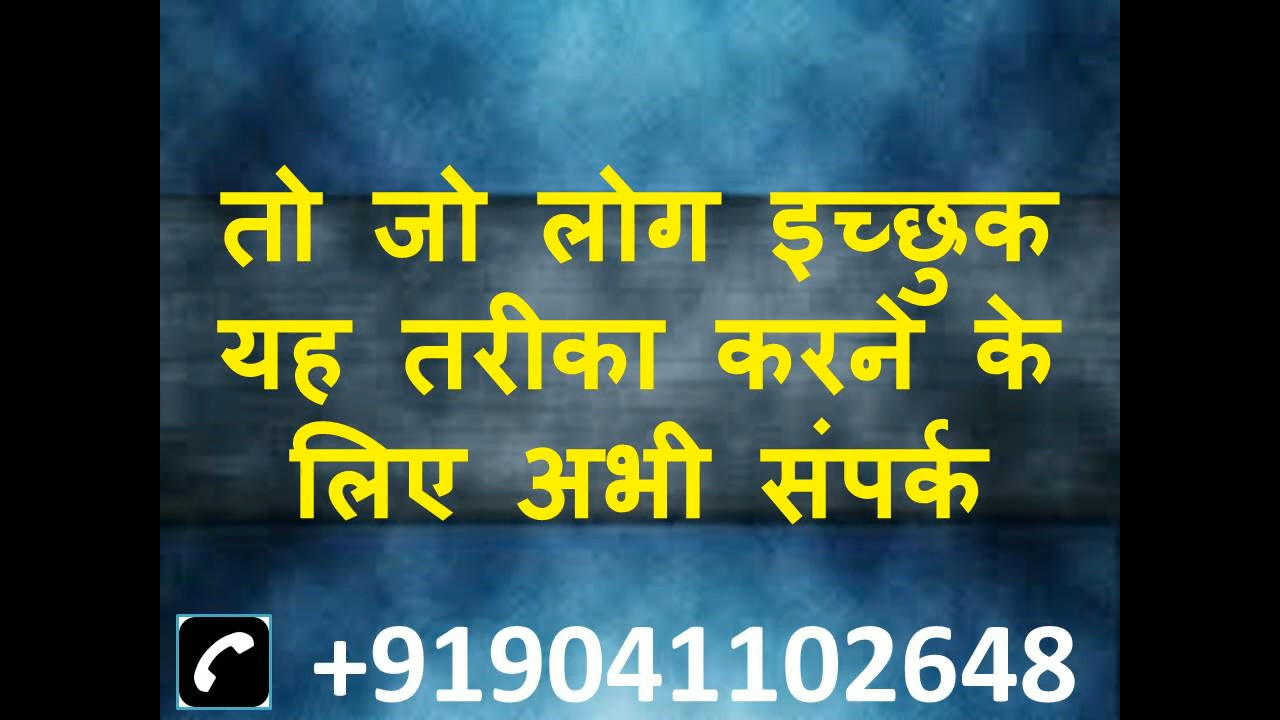 तो जो लोग इच्छुक
यह तरीका करने के
लिए अभी संपर्क
+919041102648